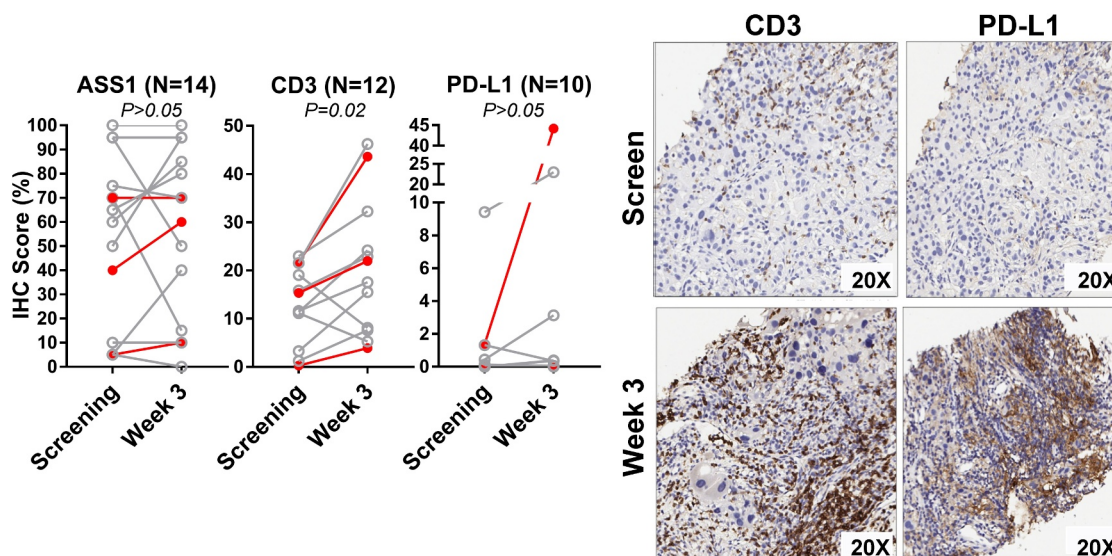 ASS1 (N=14)
P>0.05
CD3 (N=12)
P=0.02
PD-L1 (N=10)
P>0.05
IHC Score (%)
100
90
80
70
60
50
40
30
20
10
0
Screening
Week 3
50
40
30
20
10
0
Screening
Week 3
45
40
25
20
10
8
6
4
2
0
Screening
Week 3
CD3
PD-L1
Screen
20X
20X
Week 3
20X
20X